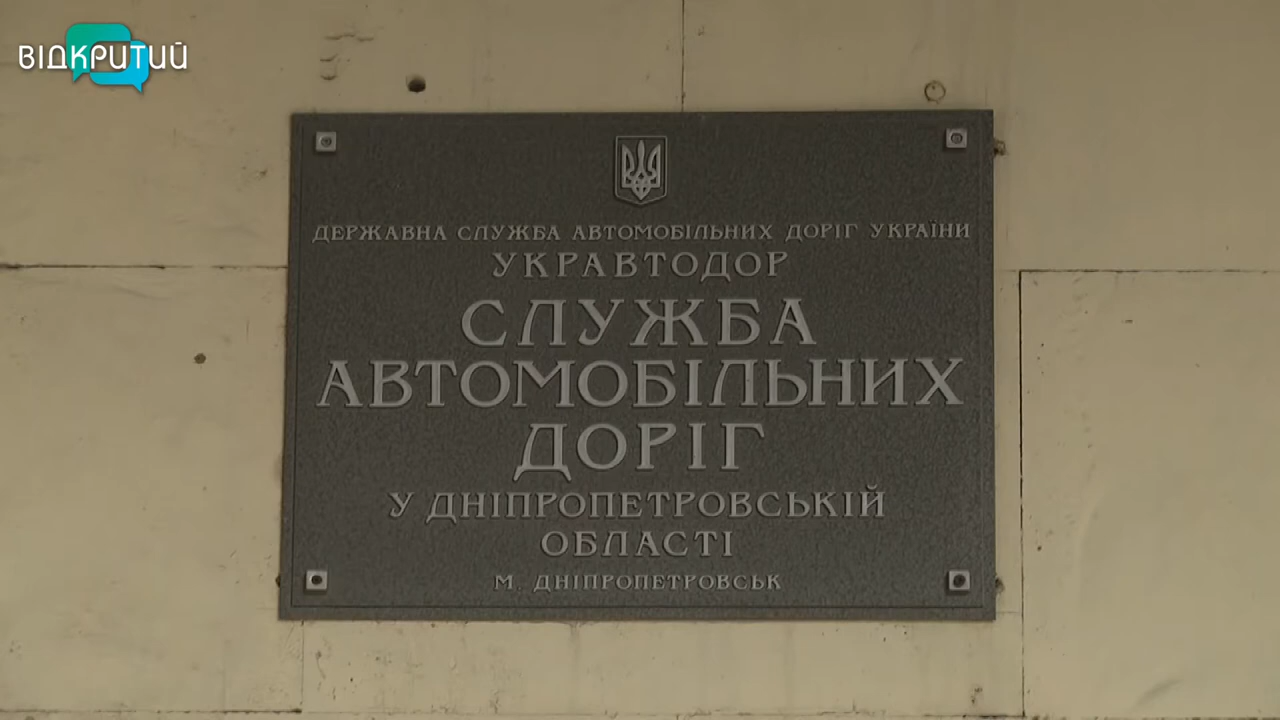 ВІДКРИТИЙ
ДЕРЖАВНА СЛУЖБА АВТОМОБІЛЬНИХ ДОРІГ УКРАЇНИ
УКРАВТОДОР
СЛУЖБА
АВТОМОБІЛЬНИХ
ДОРІГ
У ДНІПРОПЕТРОВСЬКІЙ
ОБЛАСТІ
М. ДНІПРОПЕТРОВСЬК